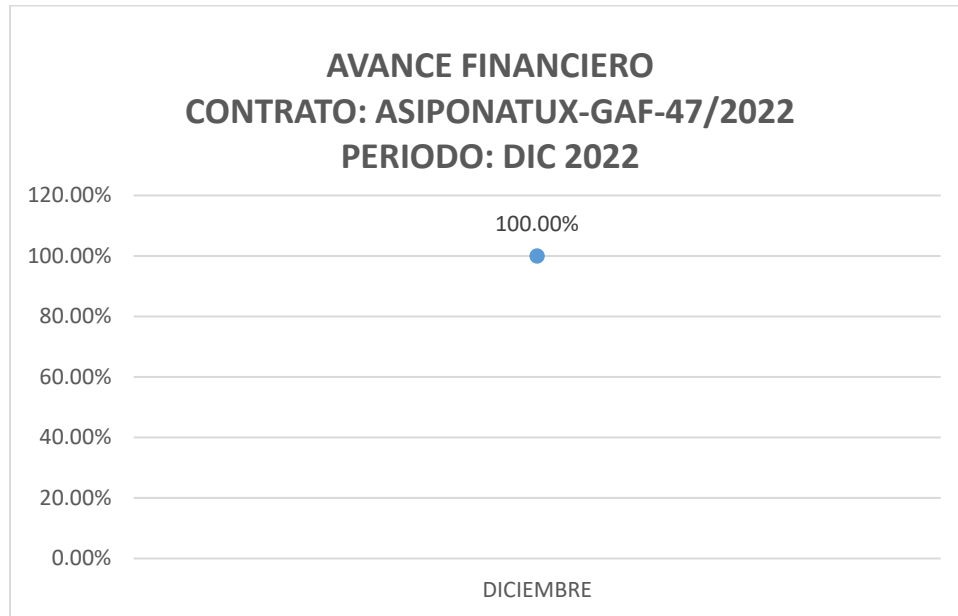 AVANCE FINANCIERO
CONTRATO: ASIPONATUX-GAF-47/2022
PERIODO: DIC 2022
120.00%
100.00%
100.00%
80.00%
60.00%
40.00%
20.00%
0.00%
DICIEMBRE